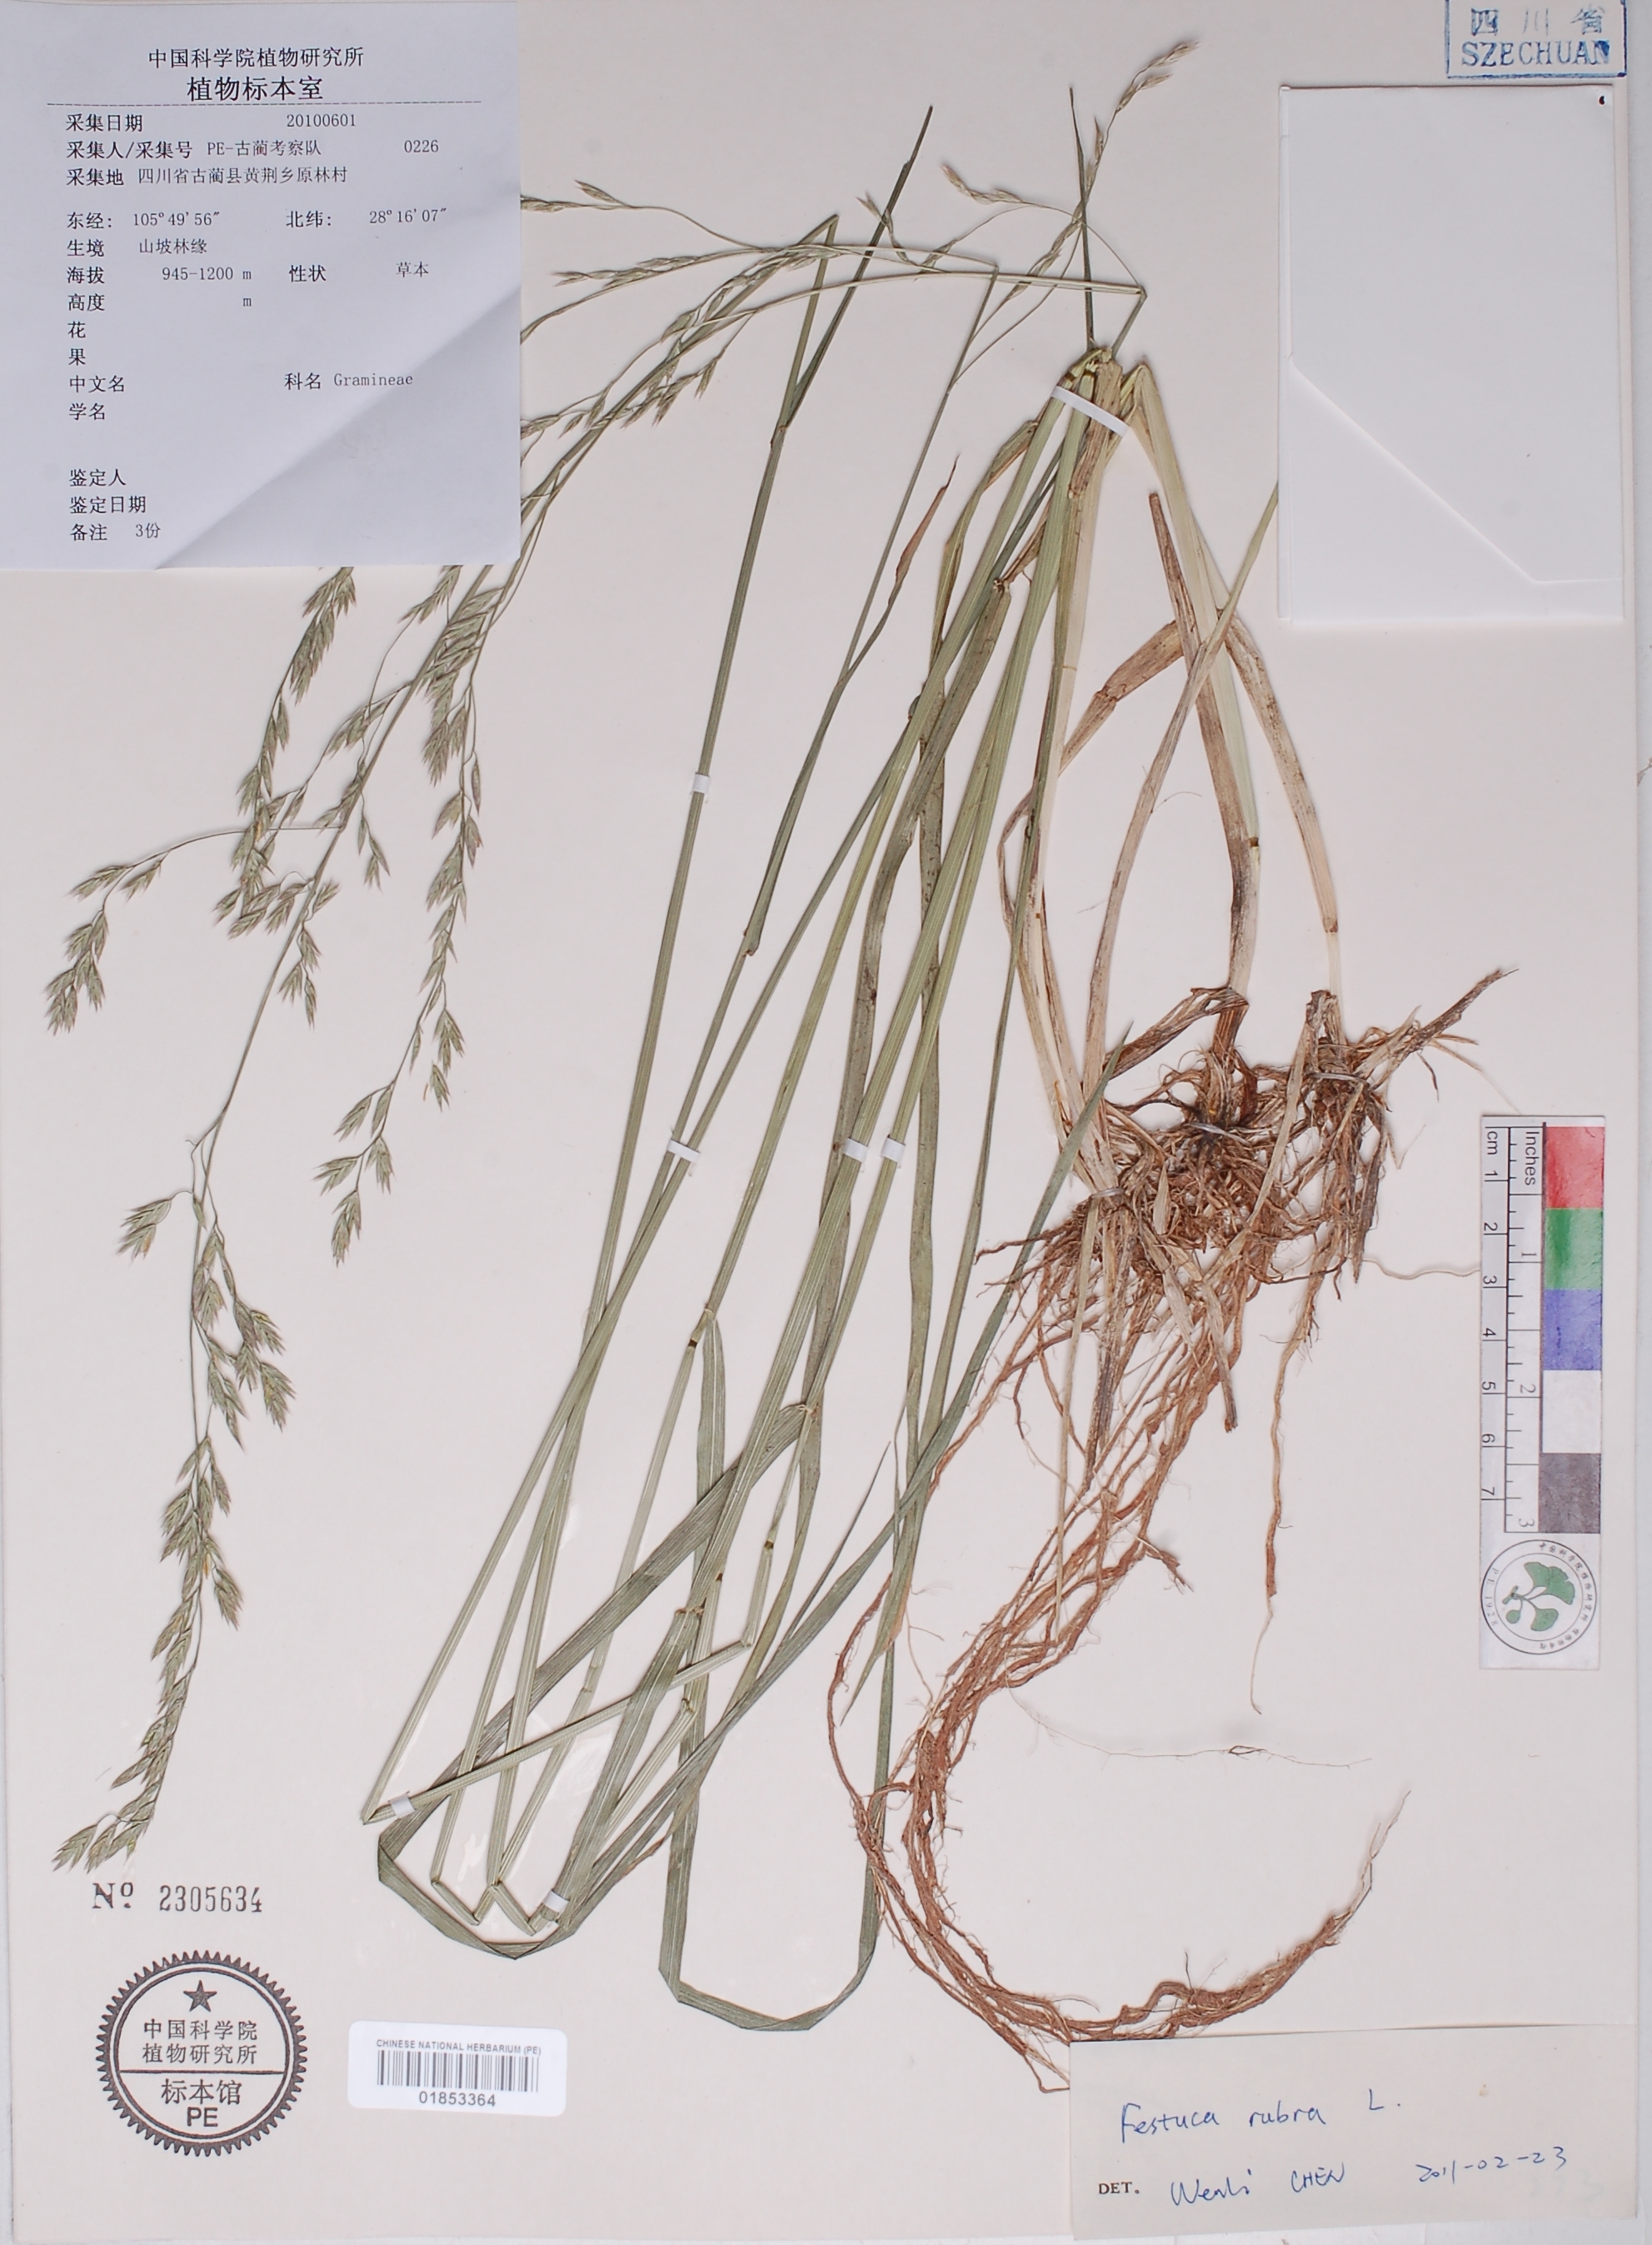 中国科学院植物研究所
植物标本室
采集日期 20100601
采集人/采集号 PE-古蔺考察队 0226
采集地 四川省古蔺县黄荆乡原林村
东经: 105°49'56" 北纬: 28°16'07"
生境 山坡林缘
海拔 945-1200 m 性状 草本
高度 m
花
果
中文名 科名 Gramineae
学名
鉴定人
鉴定日期
备注 3份
四川省
SZECHUAN
cm 1 2 3 4 5 6 7
Inches 1 2 3
Nº 2305634
中国科学院
植物研究所
标本馆
PE
CHINESE NATIONAL HERBARIUM (PE)
01853364
Festuca rubra L.
DET. Wenli CHEN 2011-02-23